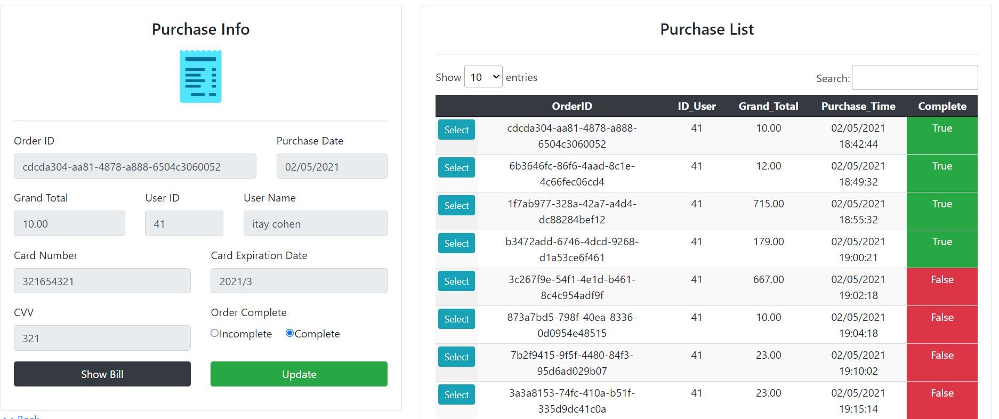 Purchase Info
Order ID
Purchase Date
cdcda304-aa81-4878-a888-6504c3060052
02/05/2021
Grand Total
User ID
User Name
10.00
41
itay cohen
Card Number
Card Expiration Date
321654321
2021/3
CVV
Order Complete
321
Incomplete
Complete
Show Bill
Update
<< Back
Purchase List
Show 10 entries
Search:
OrderID ID_User Grand_Total Purchase_Time Complete
Select cdcda304-aa81-4878-a888- 41 10.00 02/05/2021 True
6504c3060052 18:42:44
Select 6b3646fc-86f6-4aad-8c1e- 41 12.00 02/05/2021 True
4c66fec06cd4 18:49:32
Select 1f7ab977-328a-42a7-a4d4- 41 715.00 02/05/2021 True
dc88284bef12 18:55:32
Select b3472add-6746-4dcd-9268- 41 179.00 02/05/2021 True
d1a53ce6f461 19:00:21
Select 3c267f9e-54f1-4e1d-b461- 41 667.00 02/05/2021 False
8c4c954adf9f 19:02:18
Select 873a7bd5-798f-40ea-8336- 41 10.00 02/05/2021 False
0d0954e48515 19:04:18
Select 7b2f9415-9f5f-4480-84f3- 41 23.00 02/05/2021 False
95d6ad029b07 19:10:02
Select 3a3a8153-74fc-410a-b51f- 41 23.00 02/05/2021 False
335d9dc41c0a 19:15:14